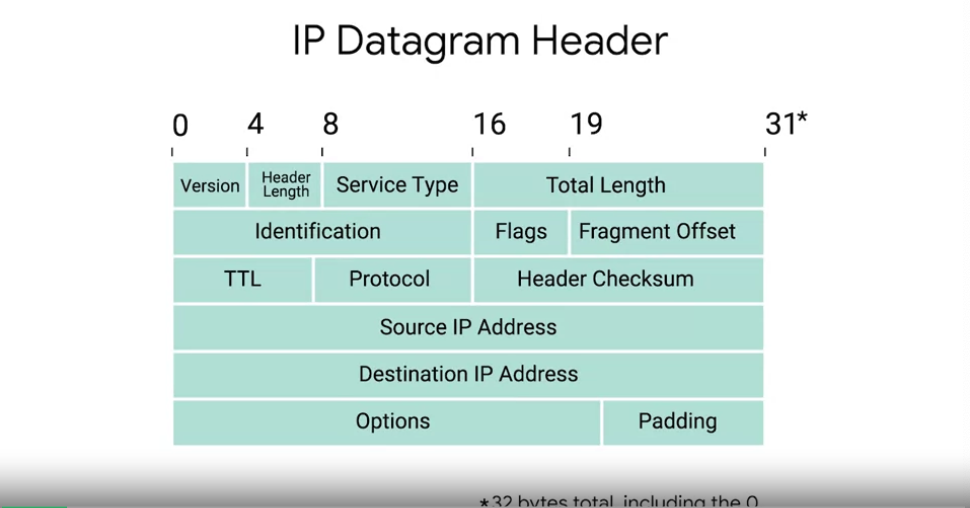 IP Datagram Header
0 4 8 16 19 31*
Version Header Length Service Type Total Length
Identification Flags Fragment Offset
TTL Protocol Header Checksum
Source IP Address
Destination IP Address
Options Padding
*32 bytes total, including the 0